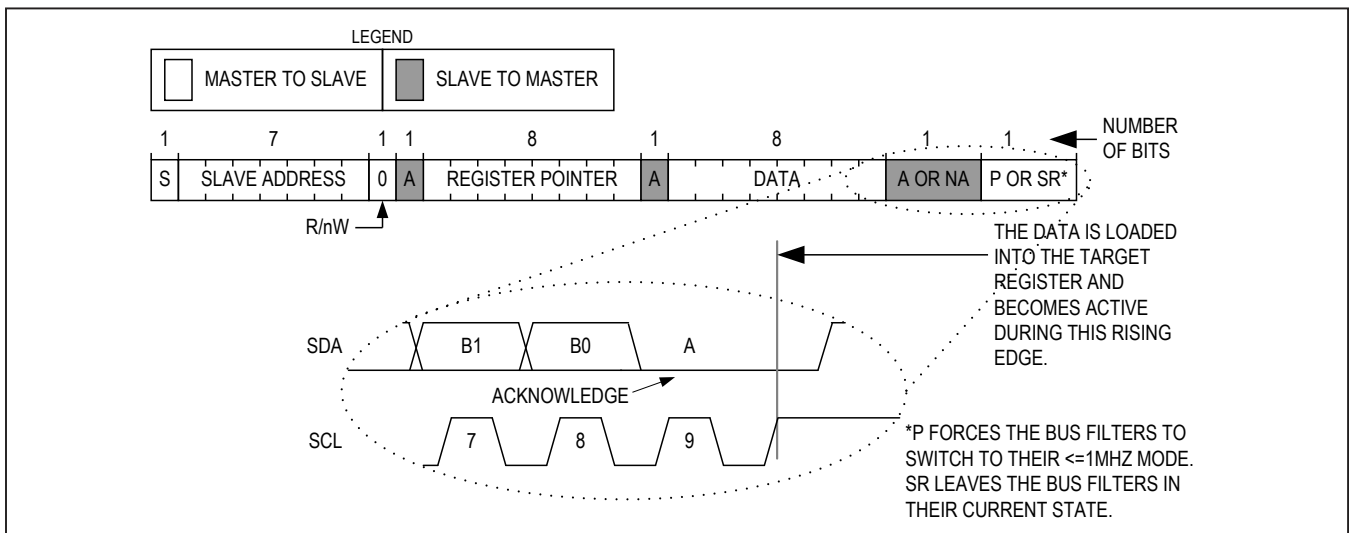 LEGEND
MASTER TO SLAVE SLAVE TO MASTER
1 7 1 1 8 1 8 1 1 NUMBER
OF BITS
S SLAVE ADDRESS 0 A REGISTER POINTER A DATA A OR NA P OR SR*
R/nW
THE DATA IS LOADED
INTO THE TARGET
REGISTER AND
BECOMES ACTIVE
DURING THIS RISING
EDGE.
SDA B1 B0 A
ACKNOWLEDGE
SCL 7 8 9
*P FORCES THE BUS FILTERS TO
SWITCH TO THEIR <=1MHZ MODE.
SR LEAVES THE BUS FILTERS IN
THEIR CURRENT STATE.